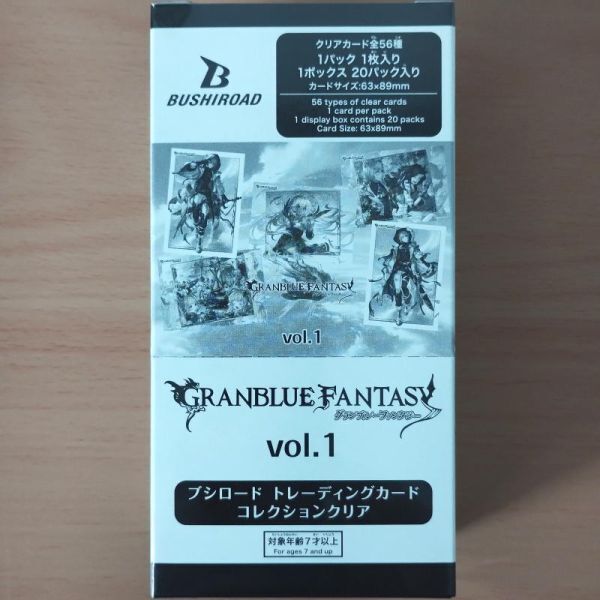 クリアカード全56種
1パック 1枚入り
1ボックス 20パック入り
カードサイズ:63×89mm
56 types of clear cards
1 card per pack
1 display box contains 20 packs
Card Size: 63x89mm
BUSHIROAD
GRANBLUE FANTASY
vol.1
GRANBLUE FANTASY
グランブルーファンタジー
vol.1
ブシロード トレーディングカード
コレクションクリア
対象年齢7才以上
For ages 7 and up